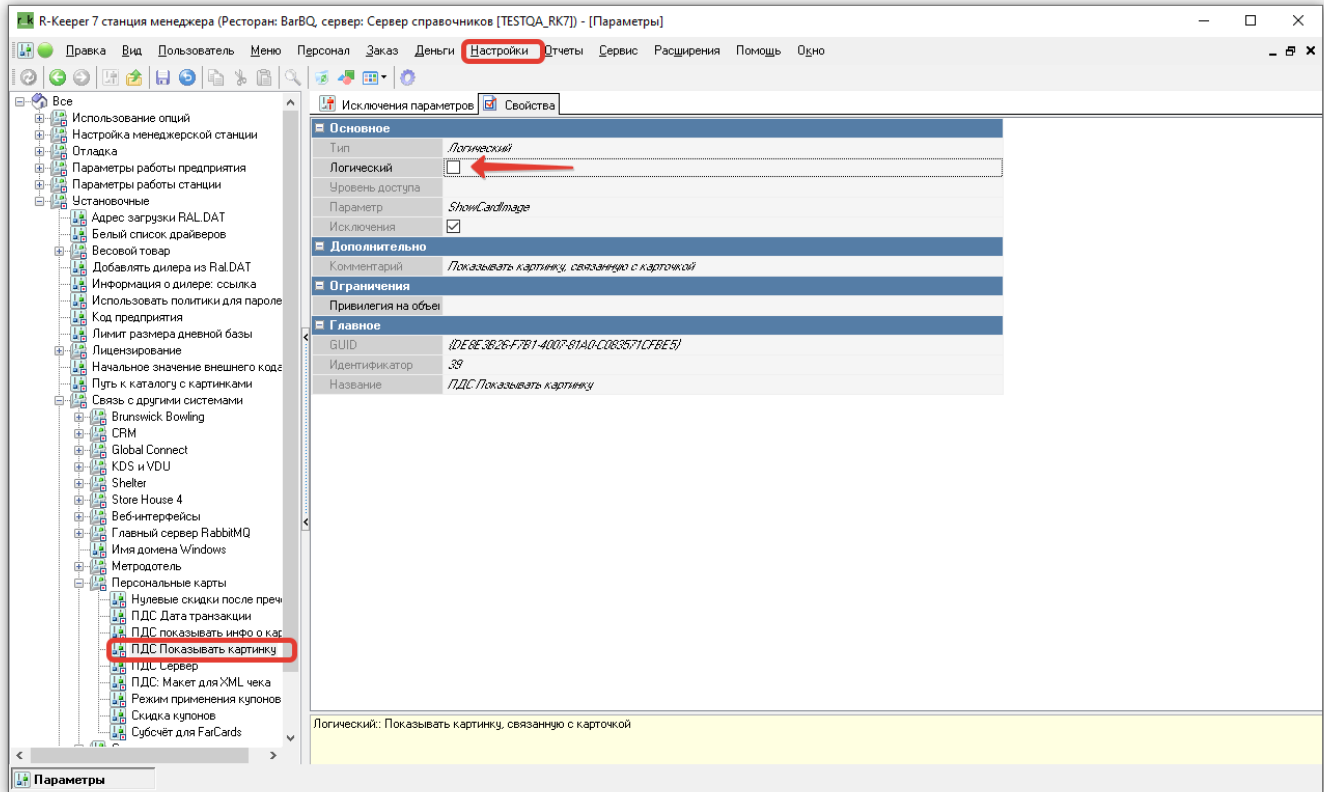 R-Keeper 7 станция менеджера (Ресторан: BarBQ, сервер: Сервер справочников [TESTQA_RK7]) - [Параметры]
Правка Вид Пользователь Меню Персонал Заказ Деньги Настройки Отчеты Сервис Расширения Помощь Окно
Все
Использование опций
Настройка менеджерской станции
Отладка
Параметры работы предприятия
Параметры работы станции
Установочные
Адрес загрузки RAL.DAT
Белый список драйверов
Весовой товар
Добавлять дилера из Ral.DAT
Информация о дилере: ссылка
Использовать политики для пароле
Код предприятия
Лимит размера дневной базы
Лицензирование
Начальное значение внешнего кода
Путь к каталогу с картинками
Связь с другими системами
Brunswick Bowling
CRM
Global Connect
KDS и VDU
Shelter
Store House 4
Веб-интерфейсы
Главный сервер RabbitMQ
Имя домена Windows
Метродотель
Персональные карты
Нулевые скидки после прече
ПДС Дата транзакции
ПДС показывать инфо о кар
ПДС Показывать картинку
ПДС Сервер
ПДС: Макет для XML чека
Режим применения купонов
Скидка купонов
Субсчёт для FarCards
Исключения параметров Свойства
Основное
Тип Логический
Логический
Уровень доступа
Параметр ShowCardImage
Исключения
Дополнительно
Комментарий Показывать картинку, связанную с карточкой
Ограничения
Привилегия на объек
Главное
GUID {DE8E3B26-F7B1-4007-81A0-C083571CFBE5}
Идентификатор 39
Название ПДС Показывать картинку
Логический:: Показывать картинку, связанную с карточкой
Параметры